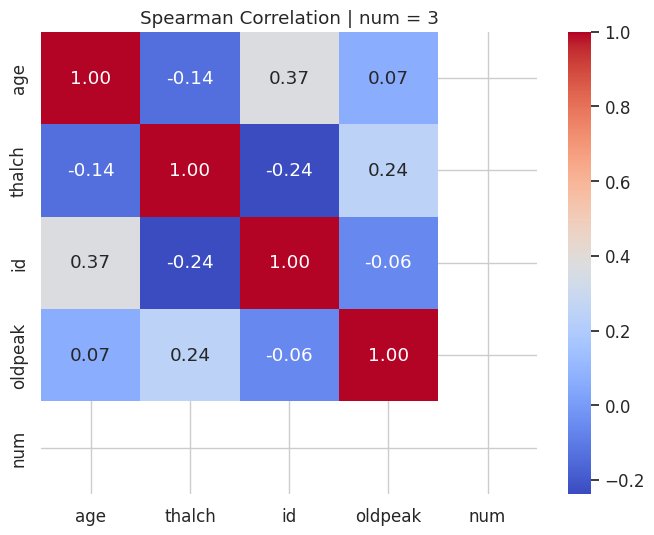 Spearman Correlation | num = 3
age 1.00 -0.14 0.37 0.07
thalch -0.14 1.00 -0.24 0.24
id 0.37 -0.24 1.00 -0.06
oldpeak 0.07 0.24 -0.06 1.00
num
age thalch id oldpeak num
1.0
0.8
0.6
0.4
0.2
0.0
−0.2